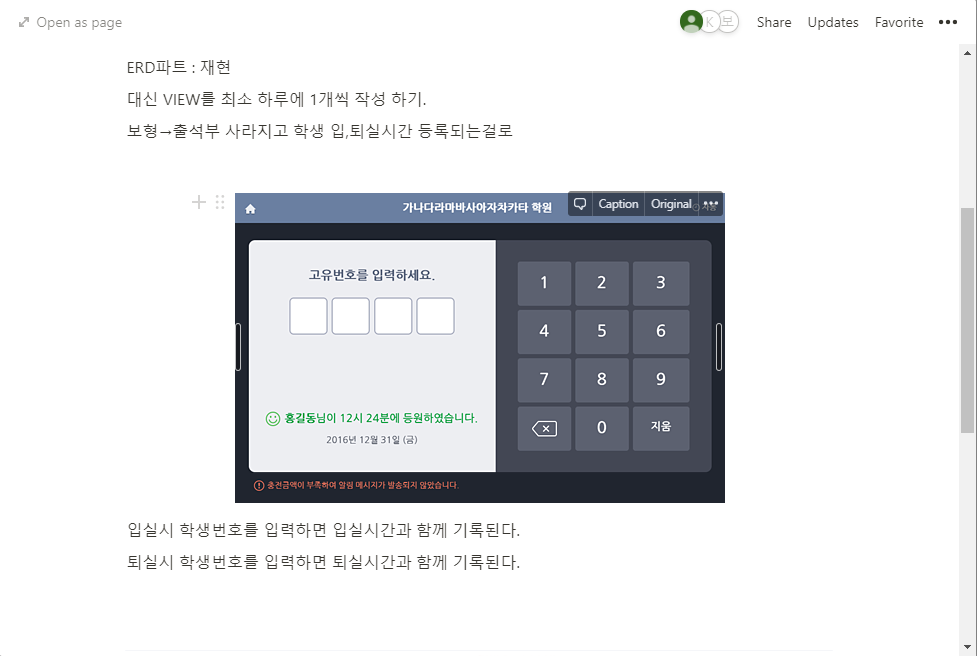 Open as page
K 보 Share Updates Favorite •••
ERD파트 : 재현
대신 VIEW를 최소 하루에 1개씩 작성 하기.
보형→출석부 사라지고 학생 입,퇴실시간 등록되는걸로
가나다라마바사아자차카타 학원
Caption Original •••
고유번호를 입력하세요.
1 2 3
4 5 6
7 8 9
0 지움
홍길동님이 12시 24분에 등원하였습니다.
2016년 12월 31일 (금)
충전금액이 부족하여 알림 메시지가 발송되지 않았습니다.
입실시 학생번호를 입력하면 입실시간과 함께 기록된다.
퇴실시 학생번호를 입력하면 퇴실시간과 함께 기록된다.